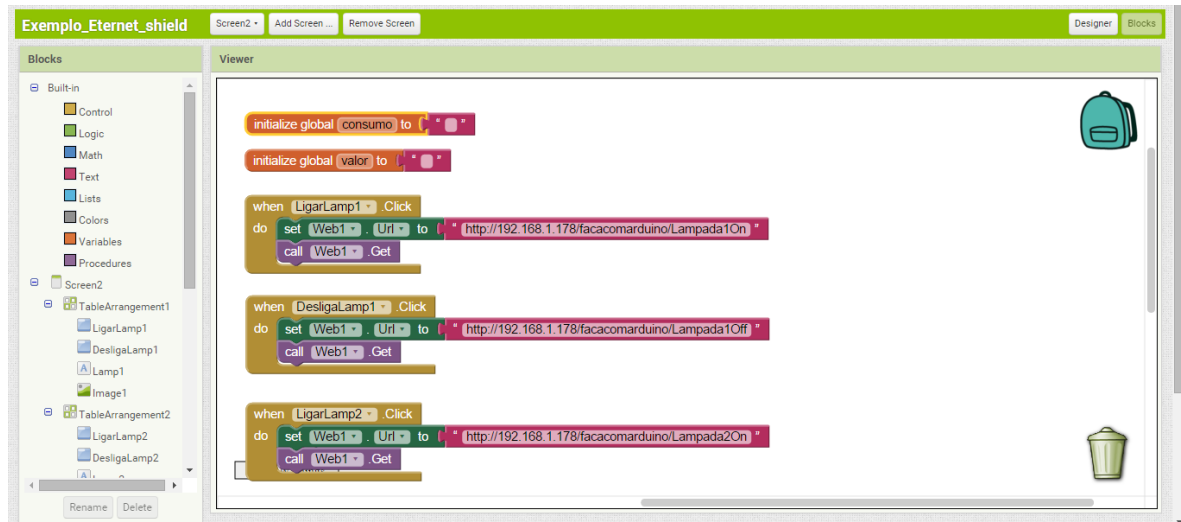 Exemplo_Eternet_shield
Screen2
Add Screen ...
Remove Screen
Designer
Blocks
Blocks
Viewer
Built-in
Control
Logic
Math
Text
Lists
Colors
Variables
Procedures
Screen2
TableArrangement1
LigarLamp1
DesligaLamp1
Lamp1
Image1
TableArrangement2
LigarLamp2
DesligaLamp2
Rename
Delete
initialize global consumo to " "
initialize global valor to " "
when LigarLamp1 .Click
do set Web1 . Url to " http://192.168.1.178/facacomarduino/Lampada1On "
call Web1 .Get
when DesligaLamp1 .Click
do set Web1 . Url to " http://192.168.1.178/facacomarduino/Lampada1Off "
call Web1 .Get
when LigarLamp2 .Click
do set Web1 . Url to " http://192.168.1.178/facacomarduino/Lampada2On "
call Web1 .Get